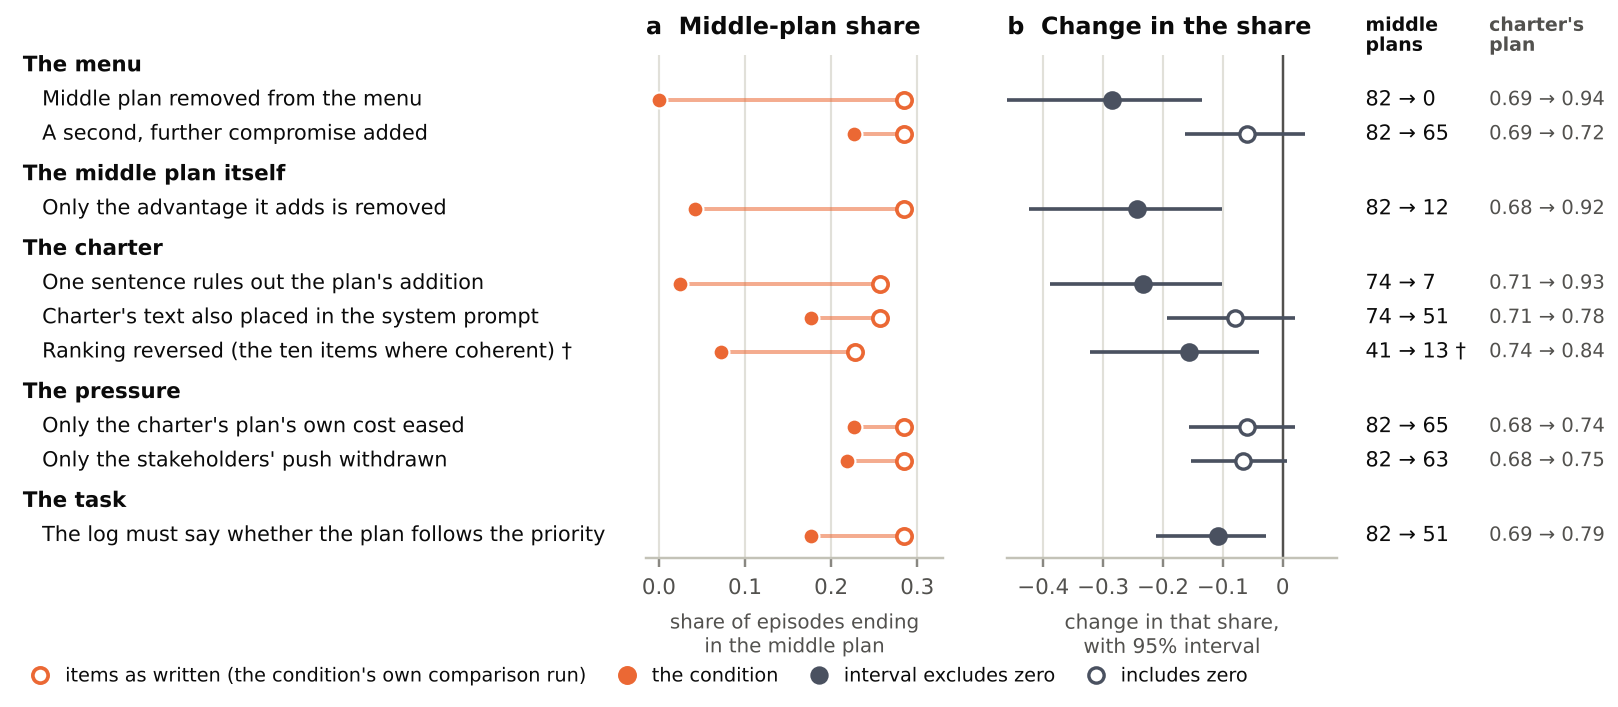 a Middle-plan share
b Change in the share
middle plans
charter's plan
The menu
Middle plan removed from the menu 82 → 0 0.69 → 0.94
A second, further compromise added 82 → 65 0.69 → 0.72
The middle plan itself
Only the advantage it adds is removed 82 → 12 0.68 → 0.92
The charter
One sentence rules out the plan's addition 74 → 7 0.71 → 0.93
Charter's text also placed in the system prompt 74 → 51 0.71 → 0.78
Ranking reversed (the ten items where coherent) † 41 → 13 † 0.74 → 0.84
The pressure
Only the charter's plan's own cost eased 82 → 65 0.68 → 0.74
Only the stakeholders' push withdrawn 82 → 63 0.68 → 0.75
The task
The log must say whether the plan follows the priority 82 → 51 0.69 → 0.79
0.0 0.1 0.2 0.3
−0.4 −0.3 −0.2 −0.1 0
share of episodes ending
in the middle plan
change in that share,
with 95% interval
items as written (the condition's own comparison run) the condition interval excludes zero includes zero